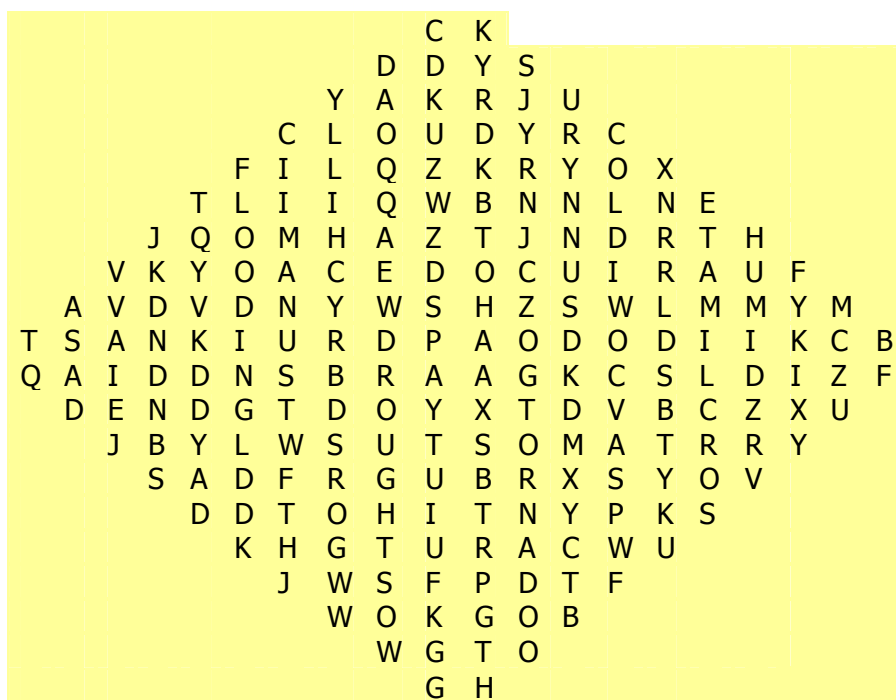 C K
D D Y S
Y A K R J U
C L O U D Y R C
F I L Q Z K R Y O X
T L I I Q W B N N L N E
J Q O M H A Z T J N D R T H
V K Y O A C E D O C U I R A U F
A V D V D N Y W S H Z S W L M M Y M
T S A N K I U R D P A O D O D I I K C B
Q A I D D N S B R A A G K C S L D I Z F
D E N D G T D O Y X T D V B C Z X U
J B Y L W S U T S O M A T R R Y
S A D F R G U B R X S Y O V
D D T O H I T N Y P K S
K H G T U R A C W U
J W S F P D T F
W O K G O B
W G T O
G H